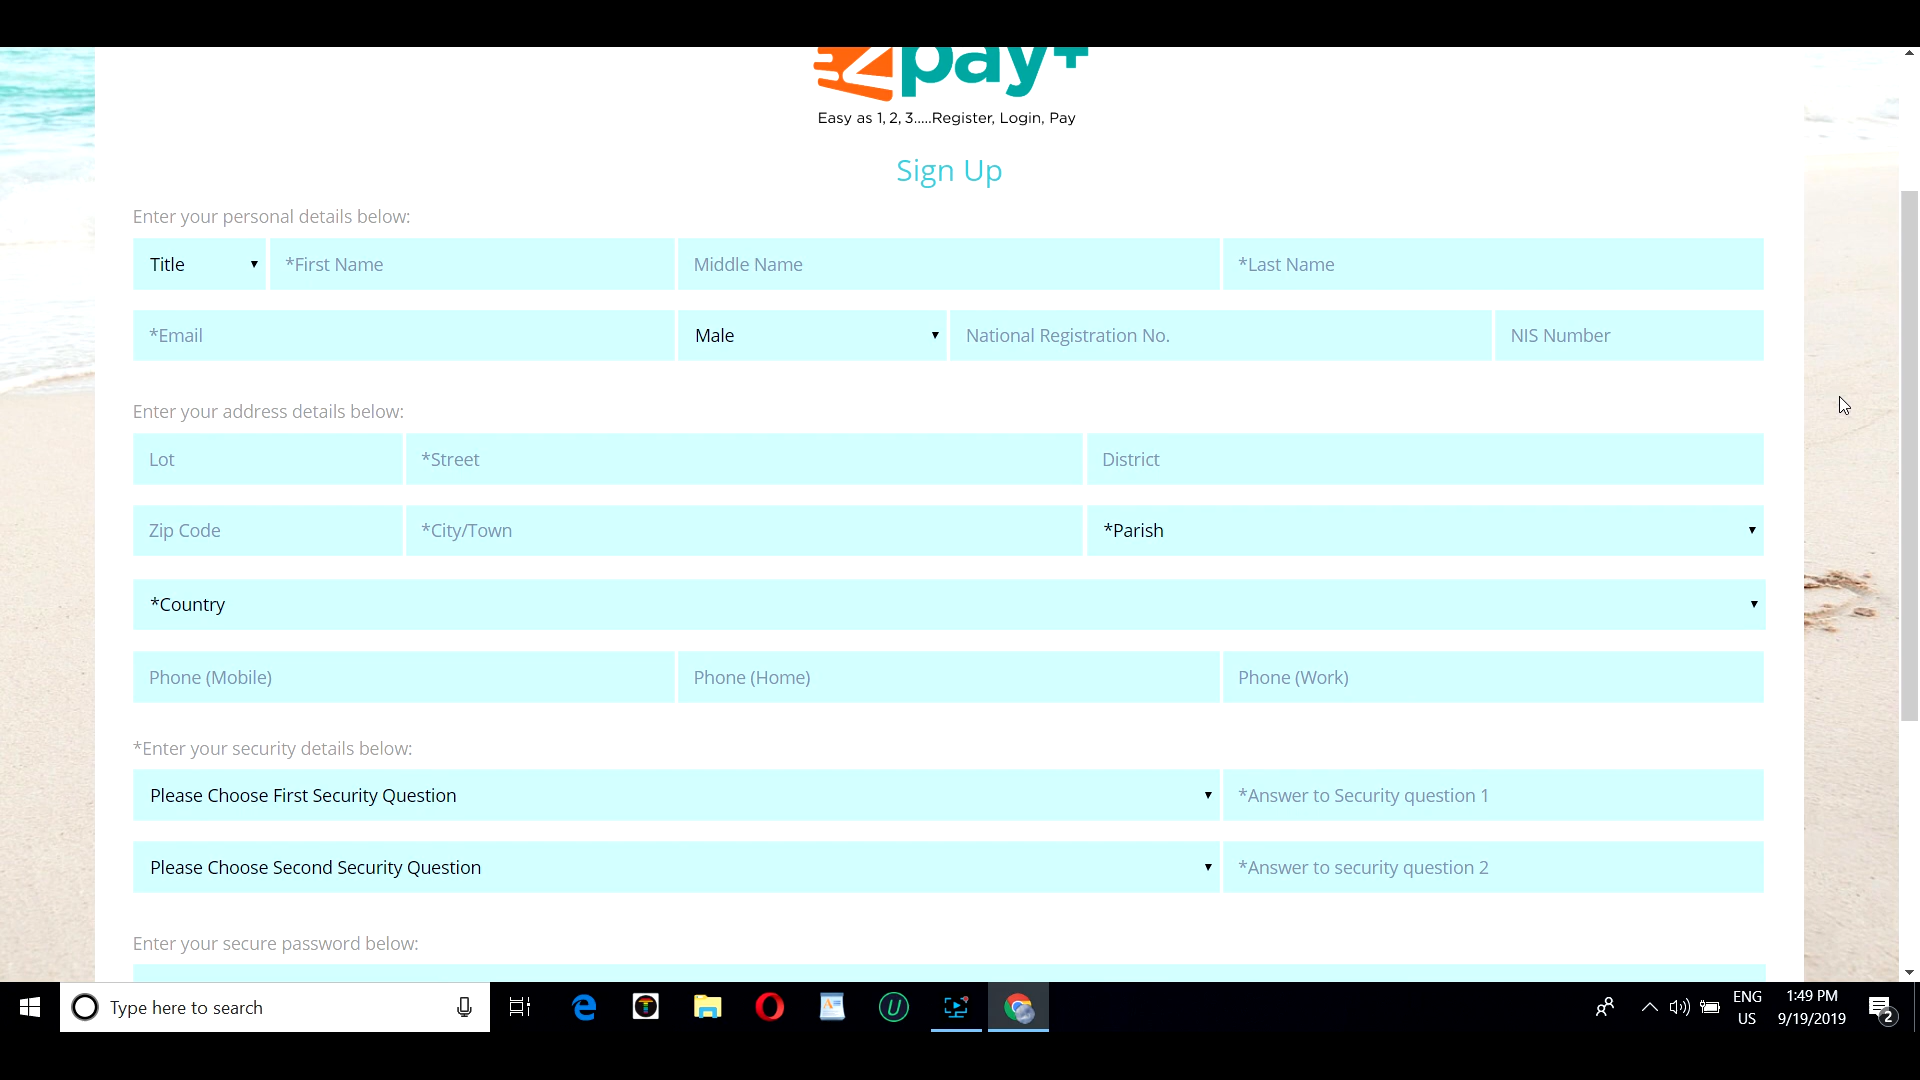 pay+
Easy as 1, 2, 3.....Register, Login, Pay
Sign Up
Enter your personal details below:
Title *First Name Middle Name *Last Name
*Email Male National Registration No. NIS Number
Enter your address details below:
Lot *Street District
Zip Code *City/Town *Parish
*Country
Phone (Mobile) Phone (Home) Phone (Work)
*Enter your security details below:
Please Choose First Security Question *Answer to Security question 1
Please Choose Second Security Question *Answer to security question 2
Enter your secure password below:
Type here to search
ENG 1:49 PM
US 9/19/2019 2